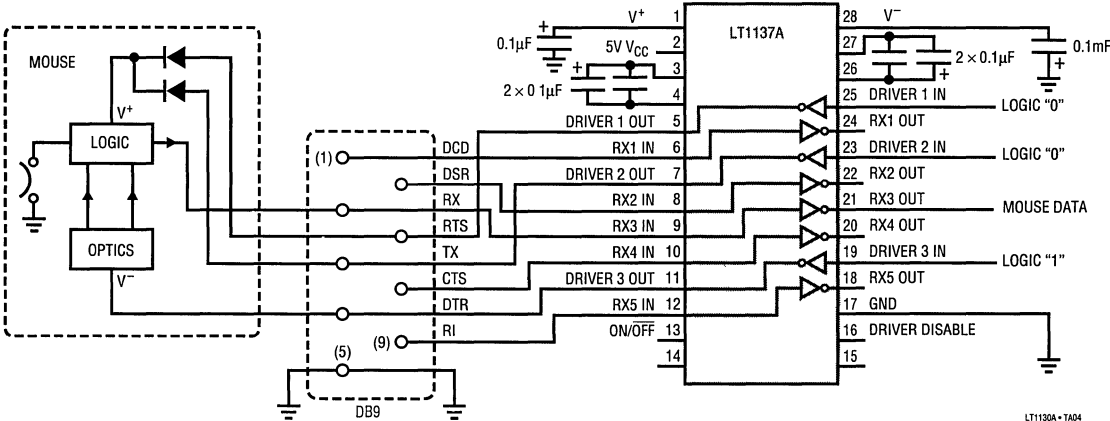 MOUSE
V+
LOGIC
OPTICS
V−
(1)
(9)
(5)
DB9
DCD
DSR
RX
RTS
TX
CTS
DTR
RI
0.1µF
V+
5V VCC
2 × 0 1µF
DRIVER 1 OUT
RX1 IN
DRIVER 2 OUT
RX2 IN
RX3 IN
RX4 IN
DRIVER 3 OUT
RX5 IN
ON/OFF
1
2
3
4
5
6
7
8
9
10
11
12
13
14
LT1137A
28
27
26
25
24
23
22
21
20
19
18
17
16
15
V−
2 × 0.1µF
0.1mF
DRIVER 1 IN
RX1 OUT
DRIVER 2 IN
RX2 OUT
RX3 OUT
RX4 OUT
DRIVER 3 IN
RX5 OUT
GND
DRIVER DISABLE
LOGIC “0”
LOGIC “0”
MOUSE DATA
LOGIC “1”
+
+
+
+
LT1130A • TA04